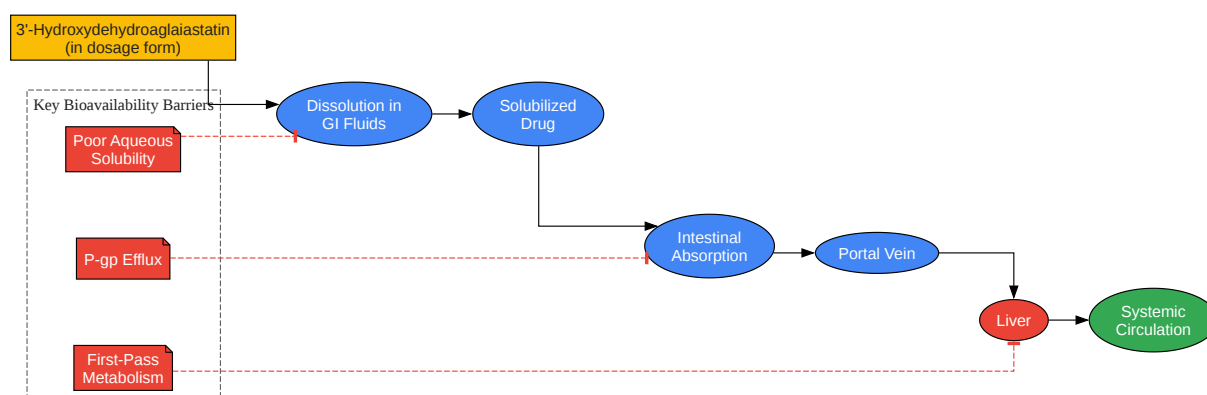 3'-Hydroxydehydroaglaiastatin
(in dosage form)
Key Bioavailability Barriers
Dissolution in
GI Fluids
Solubilized
Drug
Poor Aqueous
Solubility
P-gp Efflux
Intestinal
Absorption
Portal Vein
Liver
Systemic
Circulation
First-Pass
Metabolism